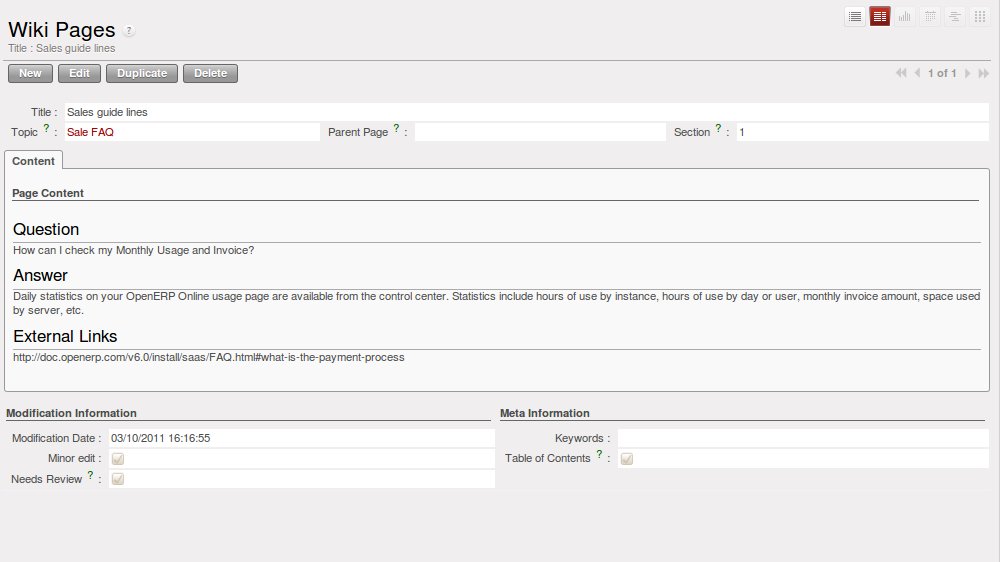 Wiki Pages ?
Title : Sales guide lines
New Edit Duplicate Delete 1 of 1
Title : Sales guide lines
Topic ? : Sale FAQ Parent Page ? : Section ? : 1
Content
Page Content
Question
How can I check my Monthly Usage and Invoice?
Answer
Daily statistics on your OpenERP Online usage page are available from the control center. Statistics include hours of use by instance, hours of use by day or user, monthly invoice amount, space used
by server, etc.
External Links
http://doc.openerp.com/v6.0/install/saas/FAQ.html#what-is-the-payment-process
Modification Information Meta Information
Modification Date : 03/10/2011 16:16:55 Keywords :
Minor edit : Table of Contents ? :
Needs Review ? :